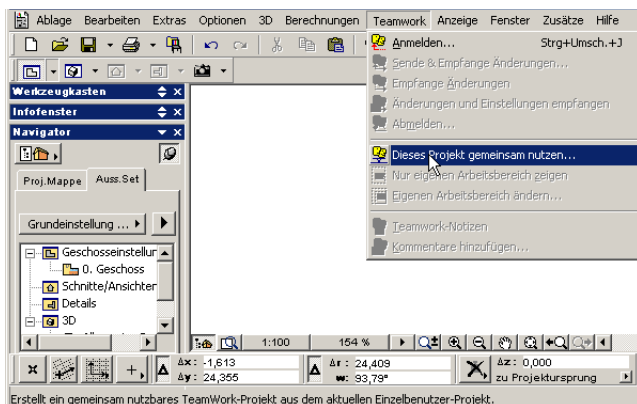 Ablage Bearbeiten Extras Optionen 3D Berechnungen Teamwork Anzeige Fenster Zusätze Hilfe
Anmelden... Strg+Umsch.+J
Sende & Empfange Änderungen...
Empfange Änderungen
Änderungen und Einstellungen empfangen
Abmelden...
Dieses Projekt gemeinsam nutzen...
Nur eigenen Arbeitsbereich zeigen
Eigenen Arbeitsbereich ändern...
Teamwork-Notizen
Kommentare hinzufügen...
Werkzeugkasten
Infofenster
Navigator
Proj.Mappe Auss.Set
Grundeinstellung ...
Geschosseinstellur
0. Geschoss
Schnitte/Ansichter
Details
3D
1:100 154 %
Δx: -1,613 Δr: 24,409 Δz: 0,000
Δy: 24,355 w: 93,79° zu Projektursprung
Erstellt ein gemeinsam nutzbares TeamWork-Projekt aus dem aktuellen Einzelbenutzer-Projekt.